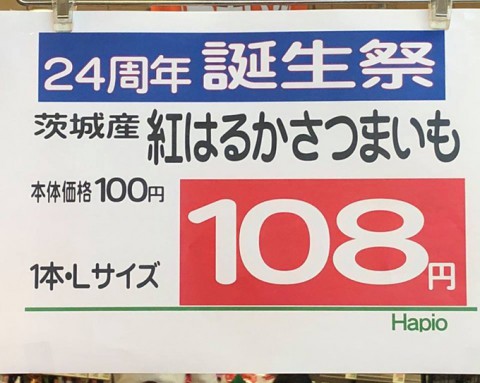 24周年 誕生祭
茨城産 紅はるかさつまいも
本体価格100円
108円
1本・Lサイズ
Hapio